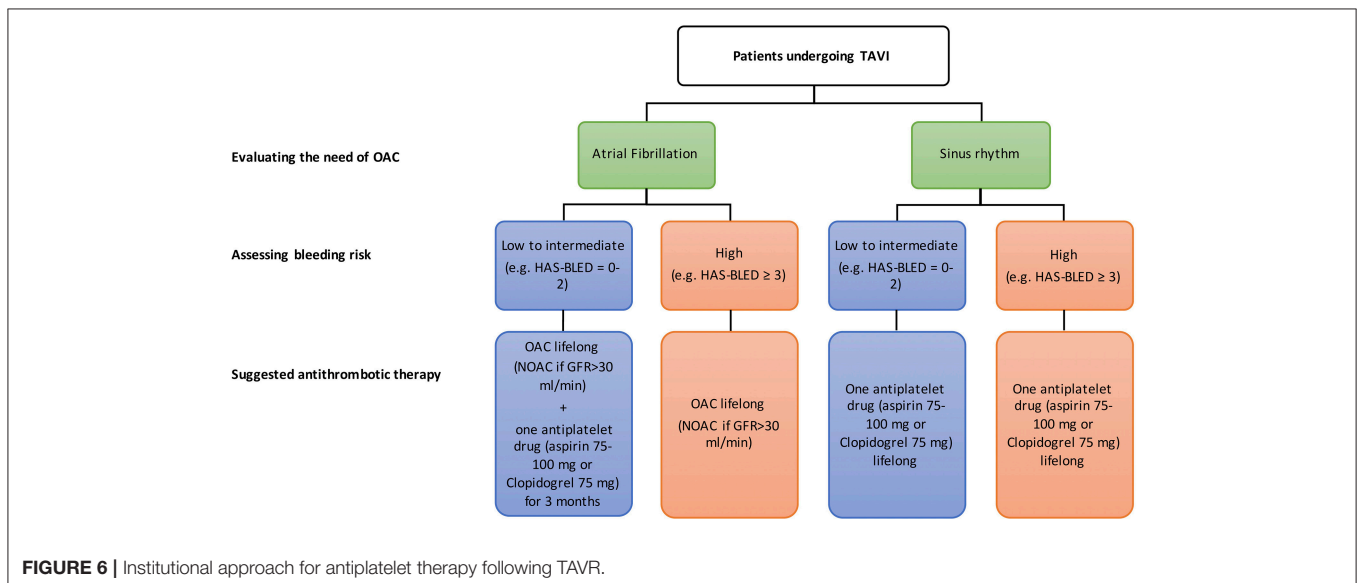 Patients undergoing TAVI
Evaluating the need of OAC
Atrial Fibrillation
Sinus rhythm
Assessing bleeding risk
Low to intermediate
(e.g. HAS-BLED = 0-
2)
High
(e.g. HAS-BLED ≥ 3)
Low to intermediate
(e.g. HAS-BLED = 0-
2)
High
(e.g. HAS-BLED ≥ 3)
Suggested antithrombotic therapy
OAC lifelong
(NOAC if GFR>30
ml/min)
+
one antiplatelet
drug (aspirin 75-
100 mg or
Clopidogrel 75 mg)
for 3 months
OAC lifelong
(NOAC if GFR>30
ml/min)
One antiplatelet
drug (aspirin 75-
100 mg or
Clopidogrel 75 mg)
lifelong
One antiplatelet
drug (aspirin 75-
100 mg or
Clopidogrel 75 mg)
lifelong
FIGURE 6 | Institutional approach for antiplatelet therapy following TAVR.